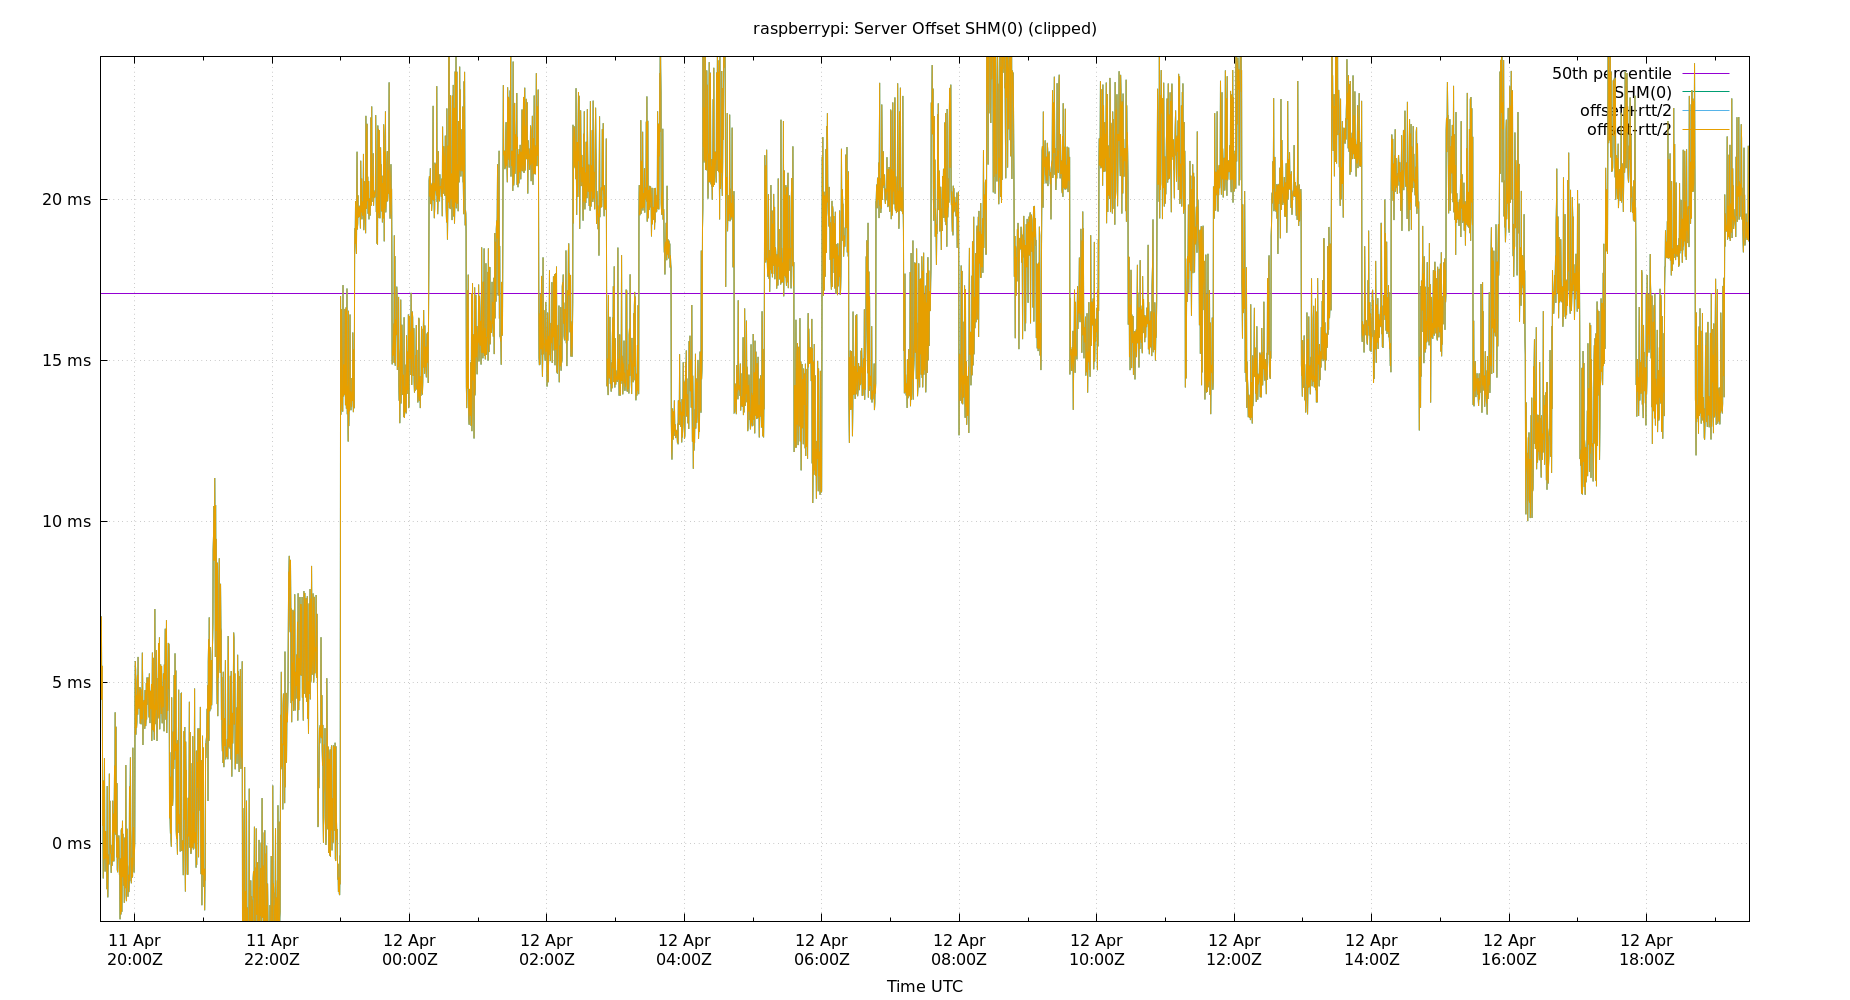 raspberrypi: Server Offset SHM(0) (clipped)
50th percentile
SHM(0)
offset+rtt/2
offset-rtt/2
20 ms
15 ms
10 ms
5 ms
0 ms
11 Apr 11 Apr 12 Apr 12 Apr 12 Apr 12 Apr 12 Apr 12 Apr 12 Apr 12 Apr 12 Apr 12 Apr
20:00Z 22:00Z 00:00Z 02:00Z 04:00Z 06:00Z 08:00Z 10:00Z 12:00Z 14:00Z 16:00Z 18:00Z
Time UTC